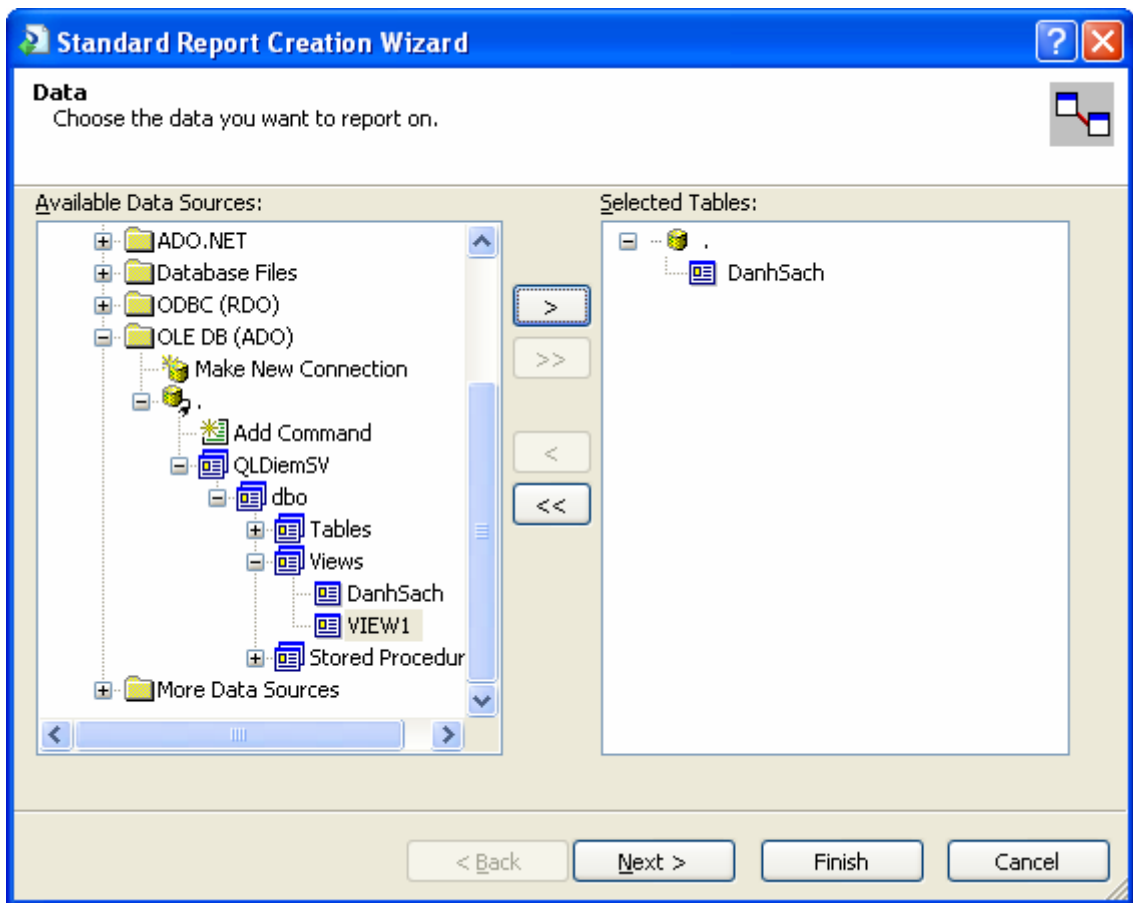 Standard Report Creation Wizard
Data
Choose the data you want to report on.
Available Data Sources:
ADO.NET
Database Files
ODBC (RDO)
OLE DB (ADO)
Make New Connection
.
Add Command
QLDiemSV
dbo
Tables
Views
DanhSach
VIEW1
Stored Procedur
More Data Sources
>
>>
<
<<
Selected Tables:
.
DanhSach
< Back
Next >
Finish
Cancel